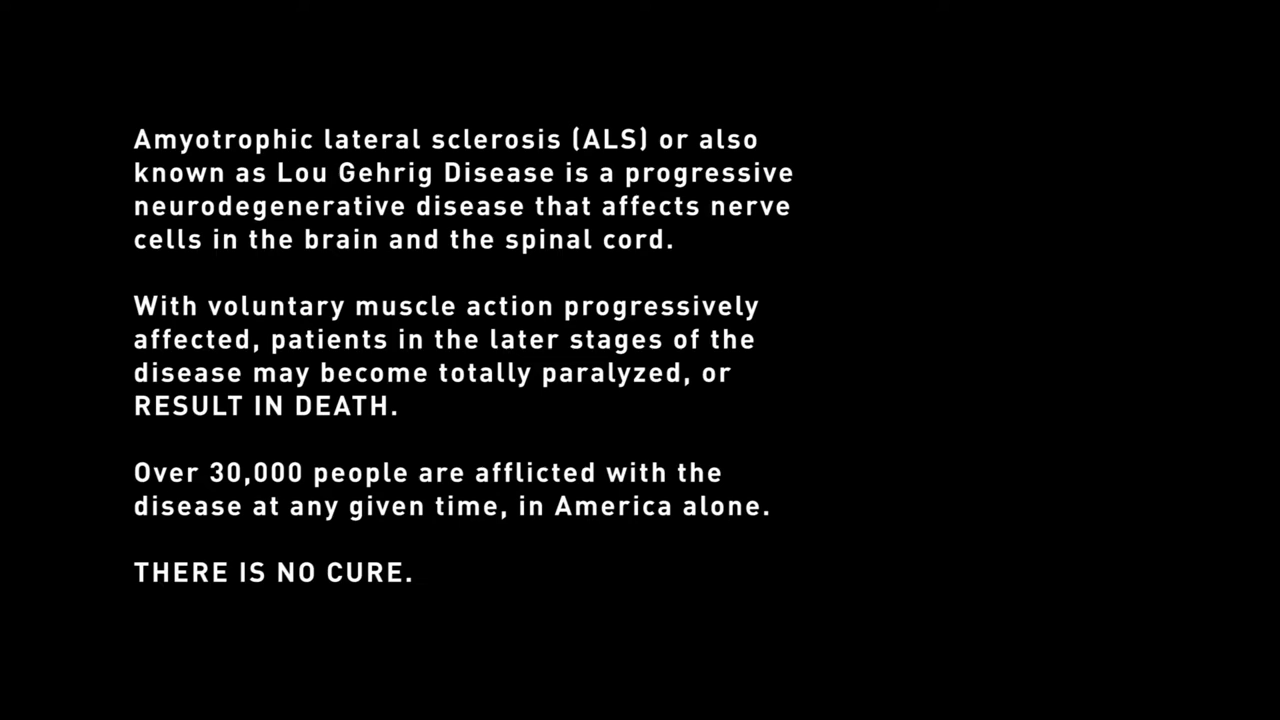 Amyotrophic lateral sclerosis (ALS) or also
known as Lou Gehrig Disease is a progressive
neurodegenerative disease that affects nerve
cells in the brain and the spinal cord.
With voluntary muscle action progressively
affected, patients in the later stages of the
disease may become totally paralyzed, or
RESULT IN DEATH.
Over 30,000 people are afflicted with the
disease at any given time, in America alone.
THERE IS NO CURE.